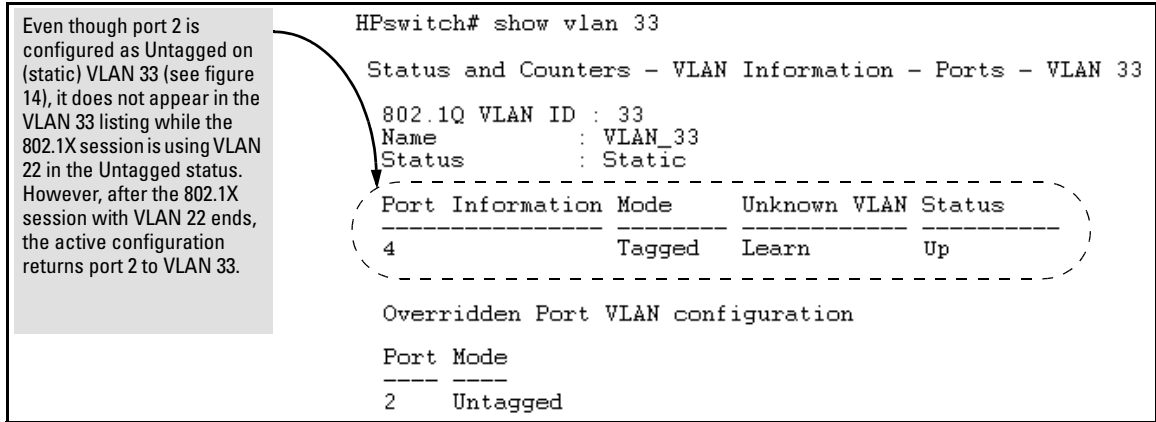 Even though port 2 is
configured as Untagged on
(static) VLAN 33 (see figure
14), it does not appear in the
VLAN 33 listing while the
802.1X session is using VLAN
22 in the Untagged status.
However, after the 802.1X
session with VLAN 22 ends,
the active configuration
returns port 2 to VLAN 33.
HPswitch# show vlan 33
Status and Counters - VLAN Information - Ports - VLAN 33
802.1Q VLAN ID : 33
Name : VLAN_33
Status : Static
Port Information Mode Unknown VLAN Status
---------------- -------- ------------ ----------
4 Tagged Learn Up
Overridden Port VLAN configuration
Port Mode
---- ----
2 Untagged